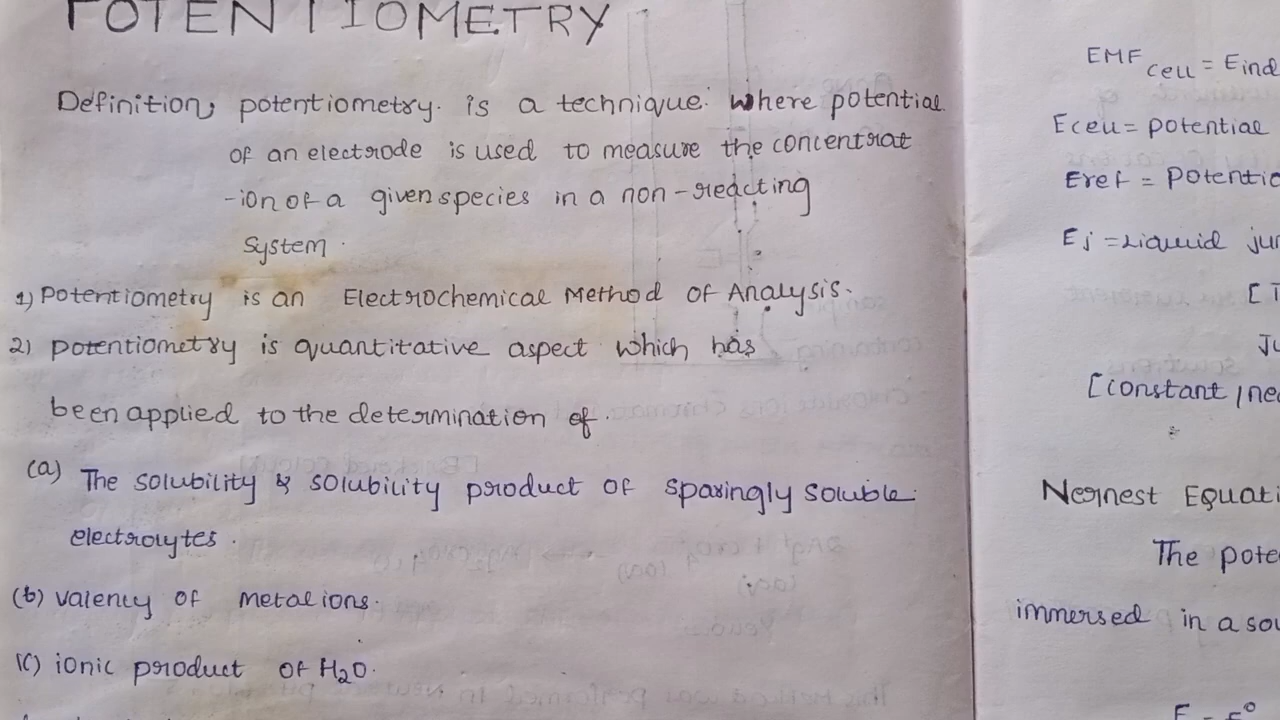 POTENTIOMETRY
Definition, potentiometry. is a technique. where potential
of an electrode is used to measure the concentrat
-ion of a given species in a non-reacting
System.
1) Potentiometry is an Electrochemical Method of Analysis.
2) potentiometry is quantitative aspect which has
been applied to the determination of.
(a) The solubility & solubility product of sparingly soluble
electrolytes.
(b) valency of metal ions.
(c) ionic product of H2O.
EMF cell = Eind
Ecell = potential
Eref = Potentia
Ej = Liquid jun
[constant / ne
Nernest Equati
The pote
immersed in a sou
E = E°